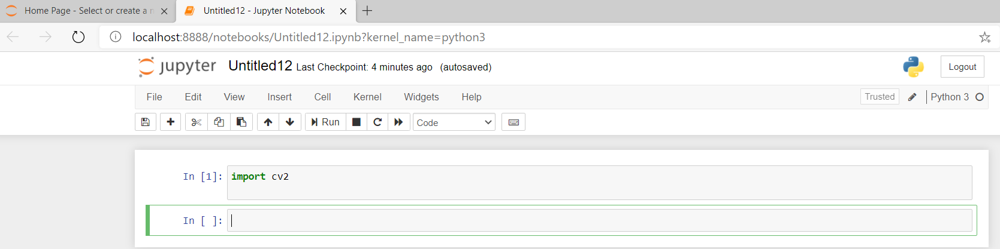 Home Page - Select or create a n
Untitled12 - Jupyter Notebook
localhost:8888/notebooks/Untitled12.ipynb?kernel_name=python3
jupyter Untitled12 Last Checkpoint: 4 minutes ago (autosaved)
Logout
File Edit View Insert Cell Kernel Widgets Help
Trusted Python 3
Run Code
In [1]: import cv2
In [ ]: